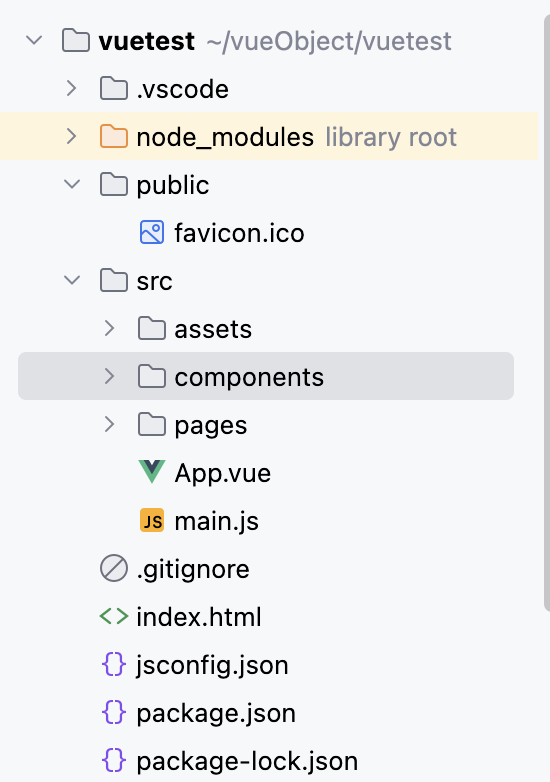 vuetest ~/vueObject/vuetest
.vscode
node_modules library root
public
favicon.ico
src
assets
components
pages
App.vue
JS main.js
.gitignore
<> index.html
{} jsconfig.json
{} package.json
{} package-lock.json